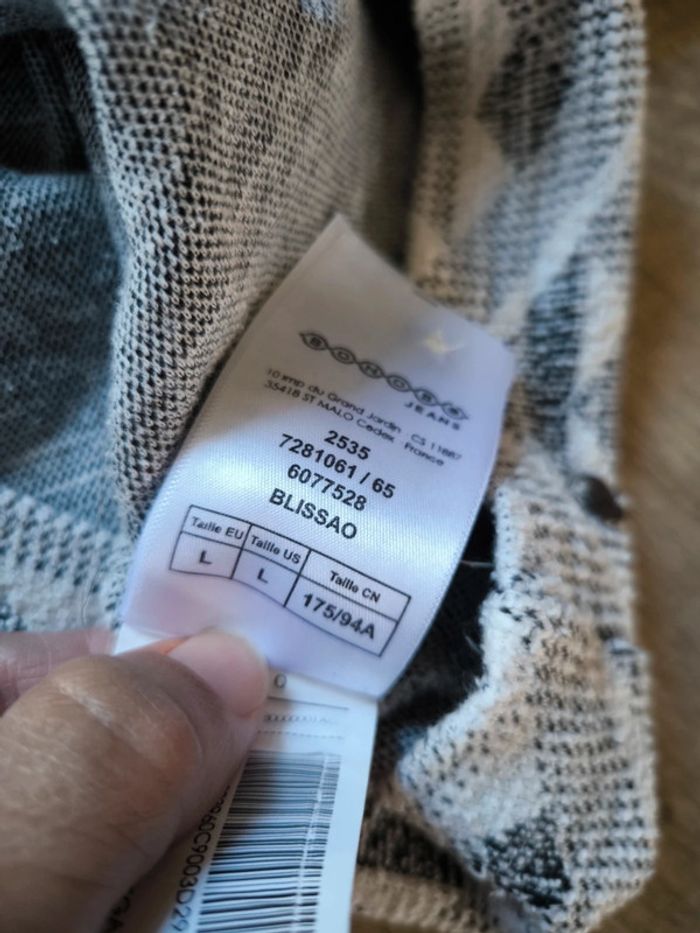 BONOBO
JEANS
10 imp du Grand Jardin CS 11887
35418 ST MALO Cedex France
2535
7281061 / 65
6077528
BLISSAO
Taille EU Taille US Taille CN
L L 175/94A